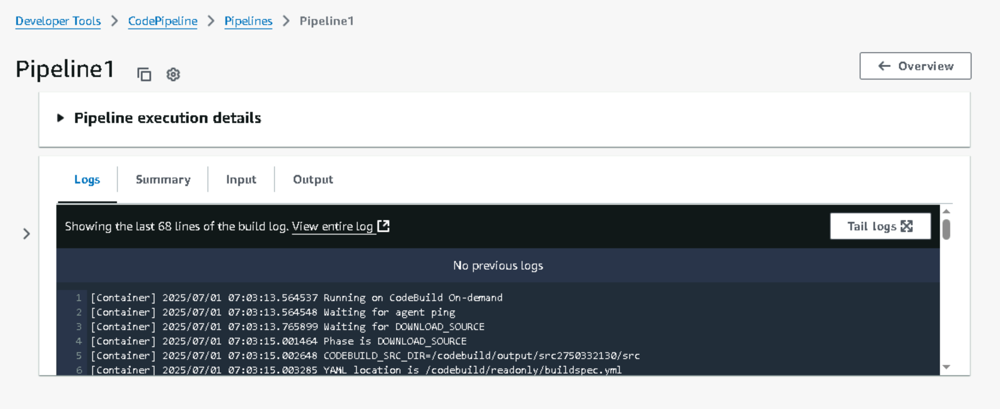 Developer Tools > CodePipeline > Pipelines > Pipeline1
Pipeline1
← Overview
Pipeline execution details
Logs Summary Input Output
Showing the last 68 lines of the build log. View entire log
Tail logs
No previous logs
1 [Container] 2025/07/01 07:03:13.564537 Running on CodeBuild On-demand
2 [Container] 2025/07/01 07:03:13.564548 Waiting for agent ping
3 [Container] 2025/07/01 07:03:13.765899 Waiting for DOWNLOAD_SOURCE
4 [Container] 2025/07/01 07:03:15.001464 Phase is DOWNLOAD_SOURCE
5 [Container] 2025/07/01 07:03:15.002648 CODEBUILD_SRC_DIR=/codebuild/output/src2750332130/src
6 [Container] 2025/07/01 07:03:15.003285 YAML location is /codebuild/readonly/buildspec.yml